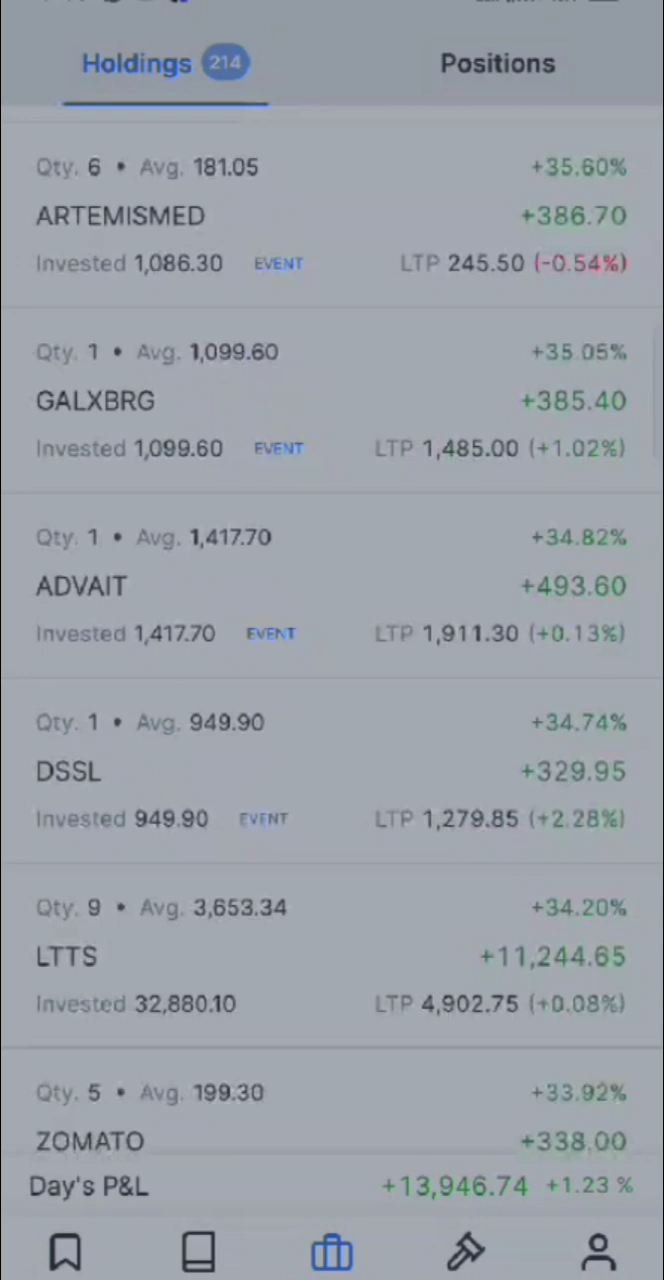 Holdings 214 Positions
Qty. 6 • Avg. 181.05 +35.60%
ARTEMISMED +386.70
Invested 1,086.30 EVENT LTP 245.50 (-0.54%)
Qty. 1 • Avg. 1,099.60 +35.05%
GALXBRG +385.40
Invested 1,099.60 EVENT LTP 1,485.00 (+1.02%)
Qty. 1 • Avg. 1,417.70 +34.82%
ADVAIT +493.60
Invested 1,417.70 EVENT LTP 1,911.30 (+0.13%)
Qty. 1 • Avg. 949.90 +34.74%
DSSL +329.95
Invested 949.90 EVENT LTP 1,279.85 (+2.28%)
Qty. 9 • Avg. 3,653.34 +34.20%
LTTS +11,244.65
Invested 32,880.10 LTP 4,902.75 (+0.08%)
Qty. 5 • Avg. 199.30 +33.92%
ZOMATO +338.00
Day's P&L +13,946.74 +1.23 %